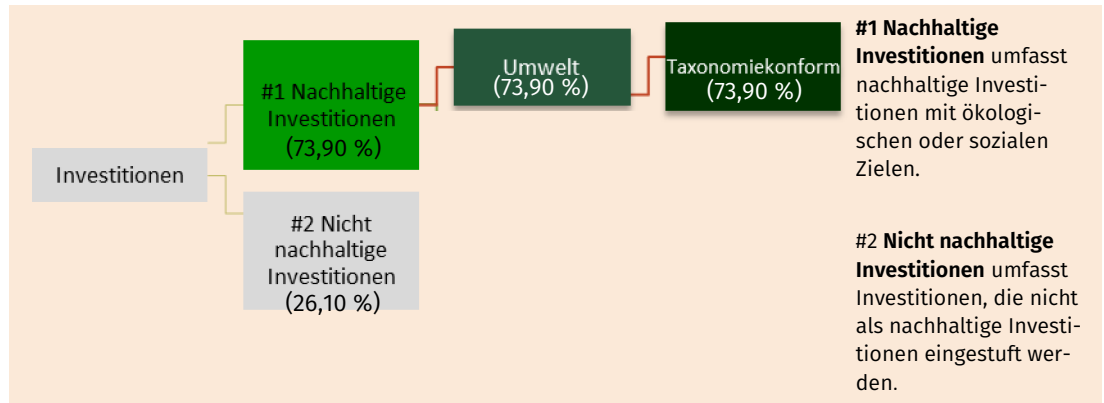 Investitionen
#1 Nachhaltige
Investitionen
(73,90 %)
Umwelt
(73,90 %)
Taxonomiekonform
(73,90 %)
#2 Nicht
nachhaltige
Investitionen
(26,10 %)
#1 Nachhaltige
Investitionen umfasst
nachhaltige Investi-
tionen mit ökologi-
schen oder sozialen
Zielen.
#2 Nicht nachhaltige
Investitionen umfasst
Investitionen, die nicht
als nachhaltige Investi-
tionen eingestuft wer-
den.